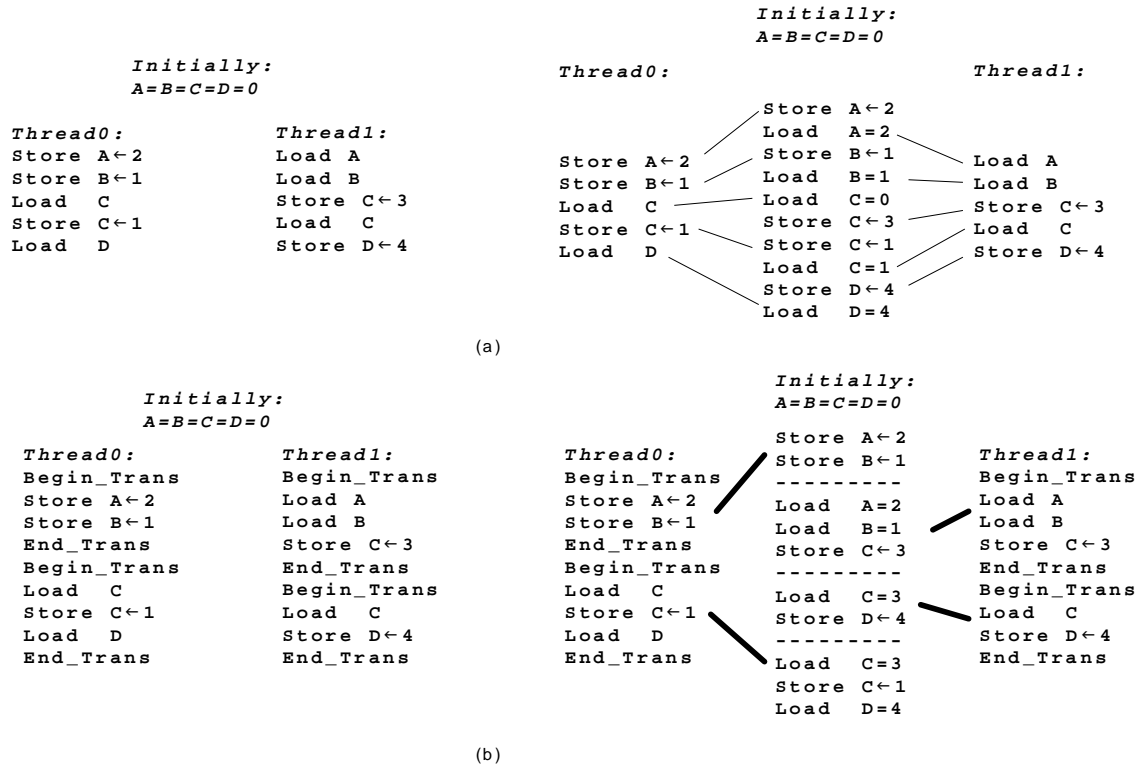 Initially:
A=B=C=D=0
Thread0:
Store A←2
Store B←1
Load C
Store C←1
Load D
Thread1:
Load A
Load B
Store C←3
Load C
Store D←4
Initially:
A=B=C=D=0
Thread0:
Store A←2
Store B←1
Load C
Store C←1
Load D
Store A←2
Load A=2
Store B←1
Load B=1
Load C=0
Store C←3
Store C←1
Load C=1
Store D←4
Load D=4
Thread1:
Load A
Load B
Store C←3
Load C
Store D←4
(a)
Initially:
A=B=C=D=0
Thread0:
Begin_Trans
Store A←2
Store B←1
End_Trans
Begin_Trans
Load C
Store C←1
Load D
End_Trans
Thread1:
Begin_Trans
Load A
Load B
Store C←3
End_Trans
Begin_Trans
Load C
Store D←4
End_Trans
Initially:
A=B=C=D=0
Thread0:
Begin_Trans
Store A←2
Store B←1
End_Trans
Begin_Trans
Load C
Store C←1
Load D
End_Trans
Store A←2
Store B←1
---------
Load A=2
Load B=1
Store C←3
---------
Load C=3
Store D←4
---------
Load C=3
Store C←1
Load D=4
Thread1:
Begin_Trans
Load A
Load B
Store C←3
End_Trans
Begin_Trans
Load C
Store D←4
End_Trans
(b)